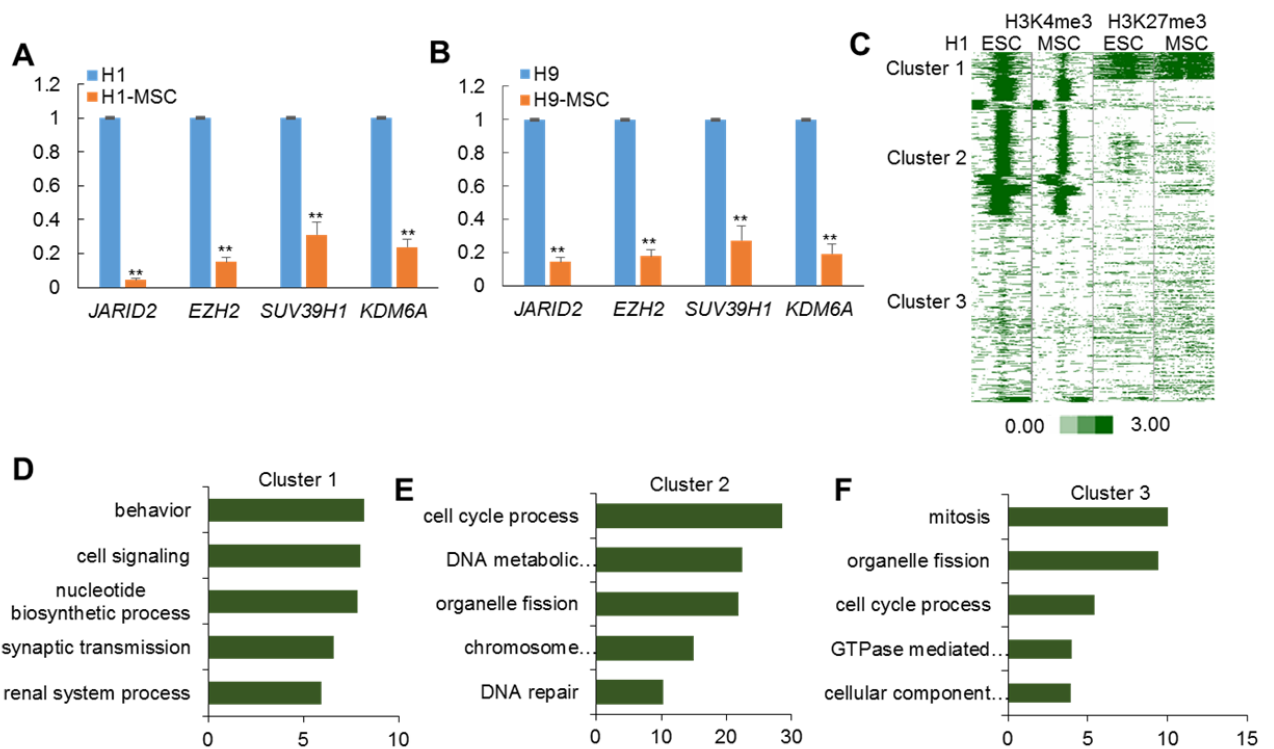 A
H1
H1-MSC
1.2
1
0.8
0.6
0.4
0.2
0
**
**
**
**
JARID2 EZH2 SUV39H1 KDM6A
B
H9
H9-MSC
1.2
1
0.8
0.6
0.4
0.2
0
**
**
**
**
JARID2 EZH2 SUV39H1 KDM6A
C
H3K4me3 H3K27me3
H1 ESC MSC ESC MSC
Cluster 1
Cluster 2
Cluster 3
0.00 3.00
D
Cluster 1
behavior
cell signaling
nucleotide
biosynthetic process
synaptic transmission
renal system process
0 5 10
E
Cluster 2
cell cycle process
DNA metabolic...
organelle fission
chromosome...
DNA repair
0 10 20 30
F
Cluster 3
mitosis
organelle fission
cell cycle process
GTPase mediated...
cellular component...
0 5 10 15